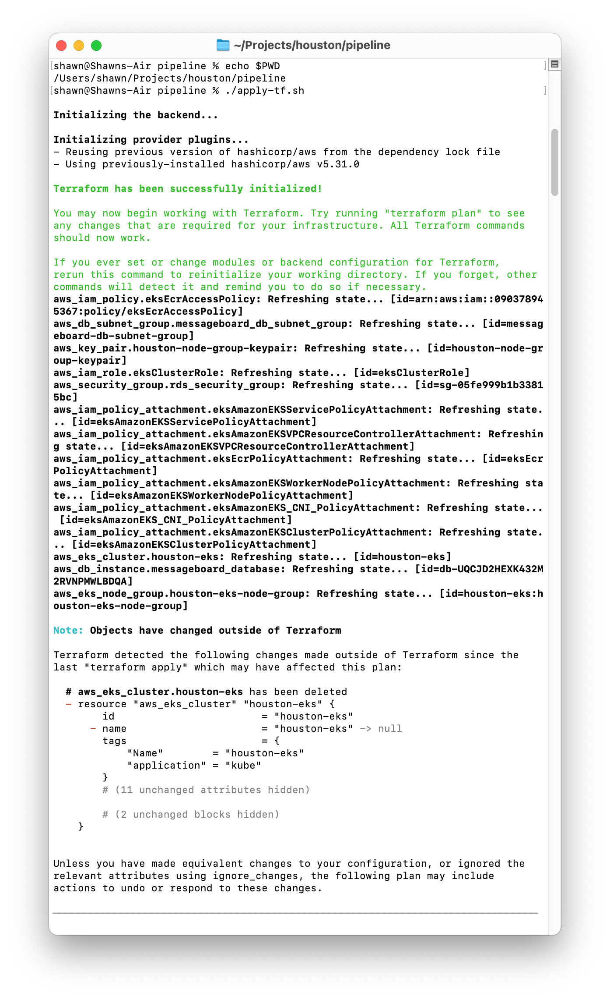 ~/Projects/houston/pipeline
[shawn@Shawns-Air pipeline % echo $PWD ]
/Users/shawn/Projects/houston/pipeline
[shawn@Shawns-Air pipeline % ./apply-tf.sh ]
Initializing the backend...
Initializing provider plugins...
- Reusing previous version of hashicorp/aws from the dependency lock file
- Using previously-installed hashicorp/aws v5.31.0
Terraform has been successfully initialized!
You may now begin working with Terraform. Try running "terraform plan" to see
any changes that are required for your infrastructure. All Terraform commands
should now work.
If you ever set or change modules or backend configuration for Terraform,
rerun this command to reinitialize your working directory. If you forget, other
commands will detect it and remind you to do so if necessary.
aws_iam_policy.eksEcrAccessPolicy: Refreshing state... [id=arn:aws:iam::09037894
5367:policy/eksEcrAccessPolicy]
aws_db_subnet_group.messageboard_db_subnet_group: Refreshing state... [id=messag
eboard-db-subnet-group]
aws_key_pair.houston-node-group-keypair: Refreshing state... [id=houston-node-gr
oup-keypair]
aws_iam_role.eksClusterRole: Refreshing state... [id=eksClusterRole]
aws_security_group.rds_security_group: Refreshing state... [id=sg-05fe999b1b3381
5bc]
aws_iam_policy_attachment.eksAmazonEKSServicePolicyAttachment: Refreshing state.
.. [id=eksAmazonEKSServicePolicyAttachment]
aws_iam_policy_attachment.eksAmazonEKSVPCResourceControllerAttachment: Refreshin
g state... [id=eksAmazonEKSVPCResourceControllerAttachment]
aws_iam_policy_attachment.eksEcrPolicyAttachment: Refreshing state... [id=eksEcr
PolicyAttachment]
aws_iam_policy_attachment.eksAmazonEKSWorkerNodePolicyAttachment: Refreshing sta
te... [id=eksAmazonEKSWorkerNodePolicyAttachment]
aws_iam_policy_attachment.eksAmazonEKS_CNI_PolicyAttachment: Refreshing state...
 [id=eksAmazonEKS_CNI_PolicyAttachment]
aws_iam_policy_attachment.eksAmazonEKSClusterPolicyAttachment: Refreshing state.
.. [id=eksAmazonEKSClusterPolicyAttachment]
aws_eks_cluster.houston-eks: Refreshing state... [id=houston-eks]
aws_db_instance.messageboard_database: Refreshing state... [id=db-UQCJD2HEXK432M
2RVNPMWLBDQA]
aws_eks_node_group.houston-eks-node-group: Refreshing state... [id=houston-eks:h
ouston-eks-node-group]
Note: Objects have changed outside of Terraform
Terraform detected the following changes made outside of Terraform since the
last "terraform apply" which may have affected this plan:
  # aws_eks_cluster.houston-eks has been deleted
  - resource "aws_eks_cluster" "houston-eks" {
        id                        = "houston-eks"
      - name                      = "houston-eks" -> null
        tags                      = {
            "Name"        = "houston-eks"
            "application" = "kube"
        }
        # (11 unchanged attributes hidden)
        # (2 unchanged blocks hidden)
    }
Unless you have made equivalent changes to your configuration, or ignored the
relevant attributes using ignore_changes, the following plan may include
actions to undo or respond to these changes.